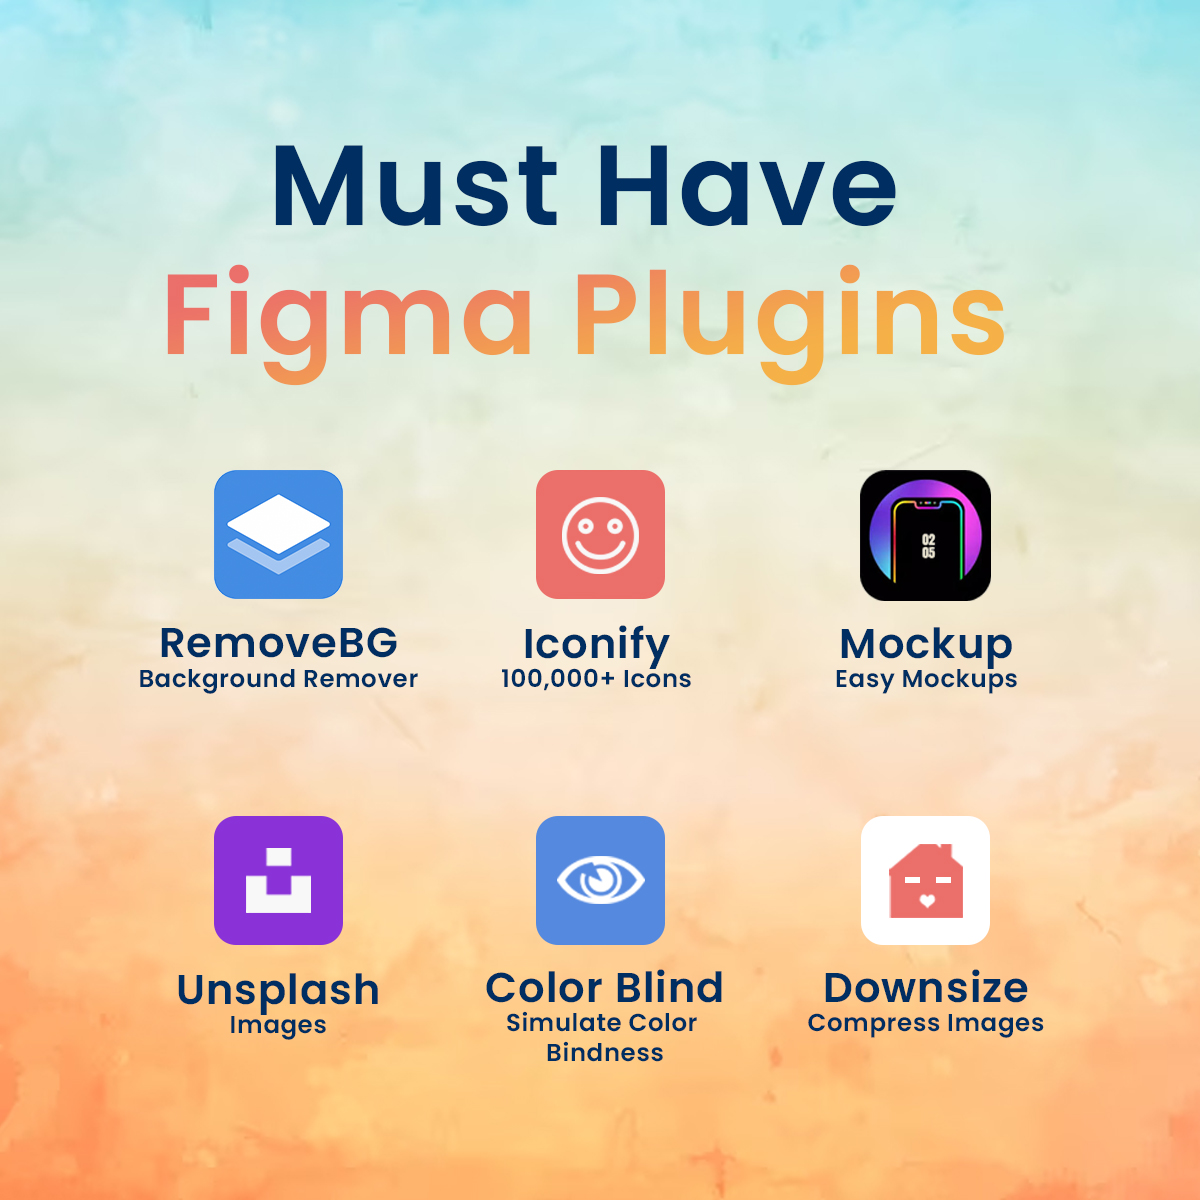 Must Have
Figma Plugins
02
05
RemoveBG
Background Remover
Iconify
100,000+ Icons
Mockup
Easy Mockups
Unsplash
Images
Color Blind
Simulate Color
Bindness
Downsize
Compress Images